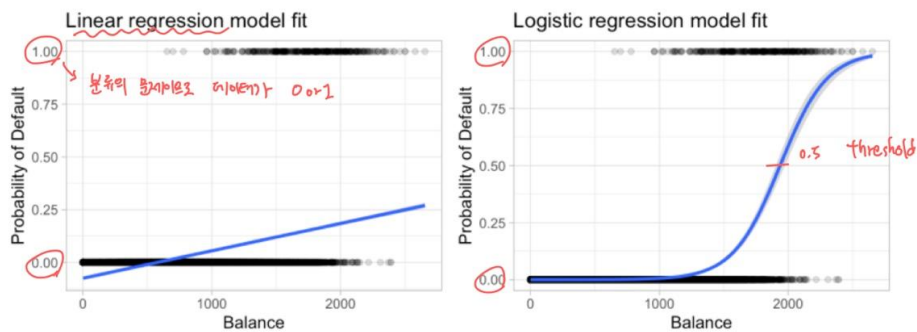 Linear regression model fit
1.00
분류의 문제이므로 데이터가 0 or 1
0.75
0.50
0.25
0.00
Probability of Default
0
1000
2000
Balance
Logistic regression model fit
1.00
0.75
0.50
0.5 threshold
0.25
0.00
Probability of Default
0
1000
2000
Balance